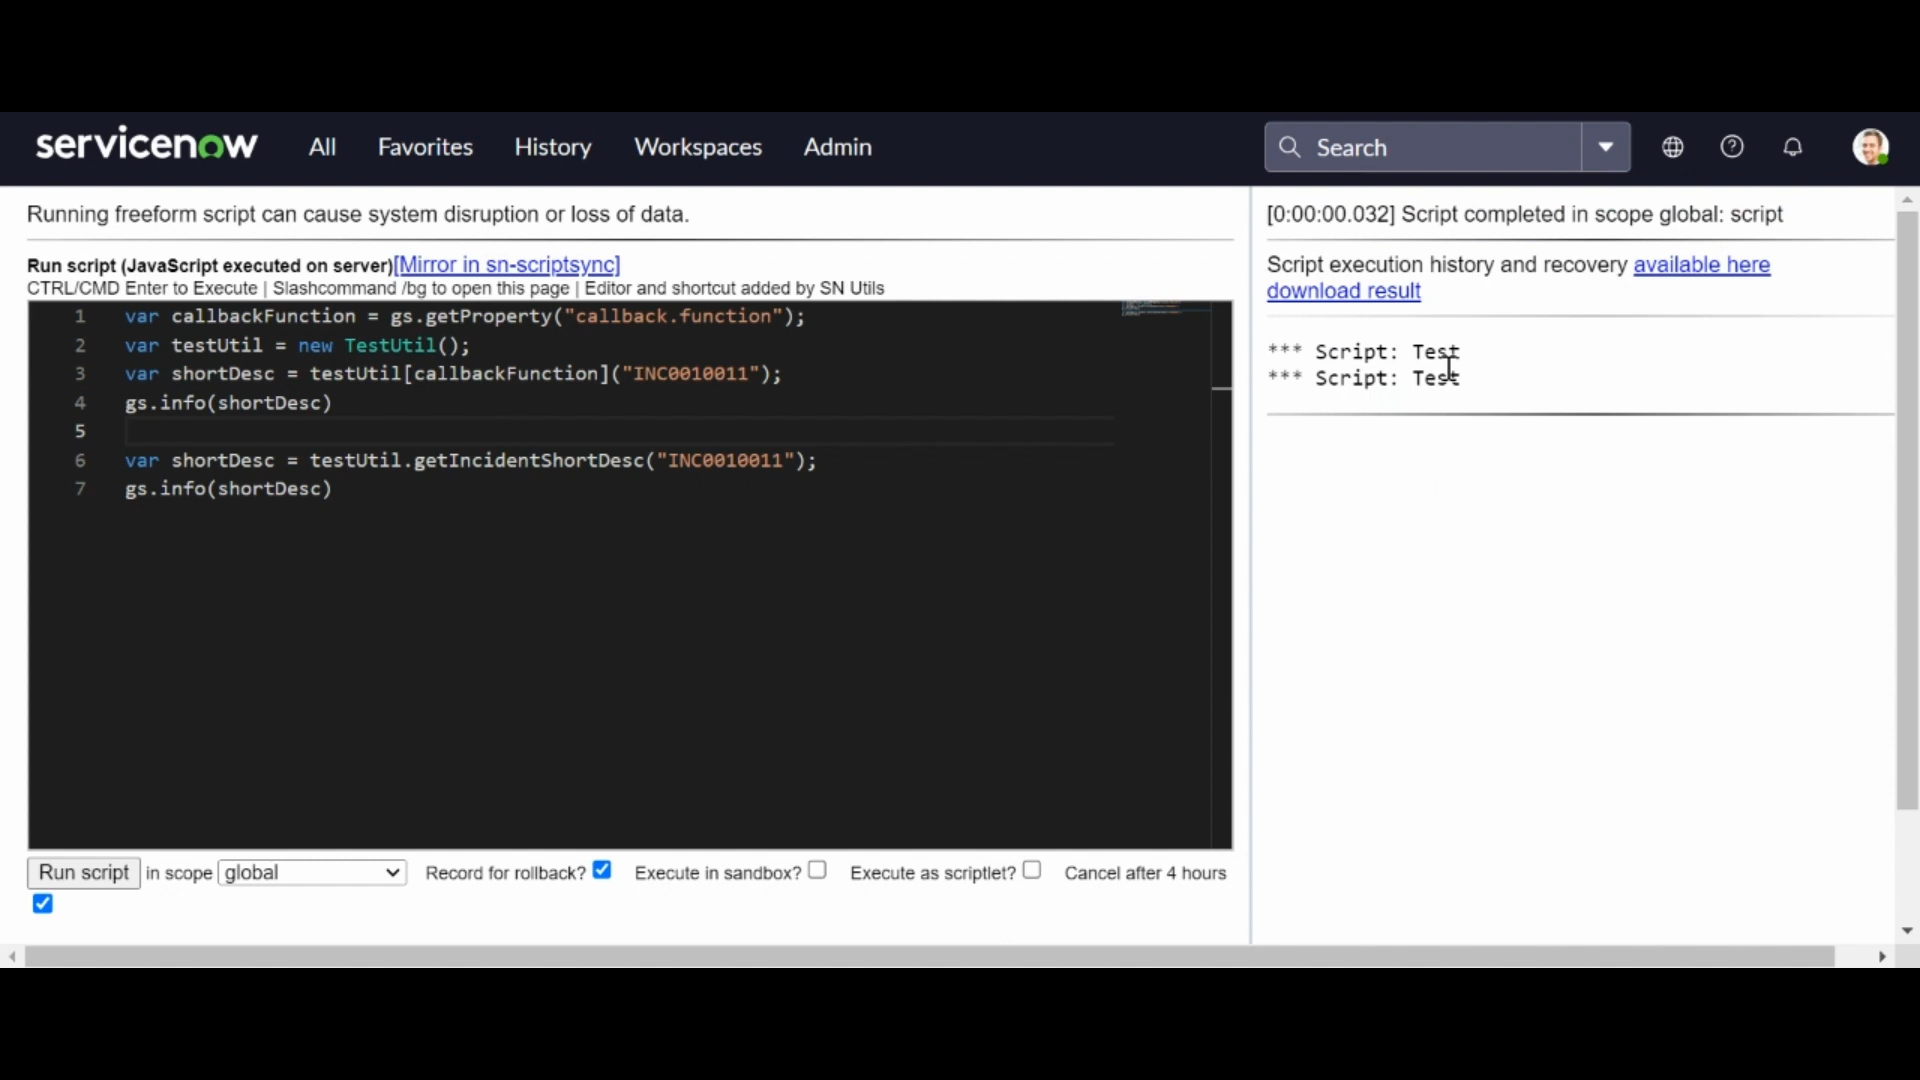 servicenow All Favorites History Workspaces Admin Search
Running freeform script can cause system disruption or loss of data.
Run script (JavaScript executed on server)[Mirror in sn-scriptsync]
CTRL/CMD Enter to Execute | Slashcommand /bg to open this page | Editor and shortcut added by SN Utils
1 var callbackFunction = gs.getProperty("callback.function");
2 var testUtil = new TestUtil();
3 var shortDesc = testUtil[callbackFunction]("INC0010011");
4 gs.info(shortDesc)
5
6 var shortDesc = testUtil.getIncidentShortDesc("INC0010011");
7 gs.info(shortDesc)
Run script in scope global Record for rollback? Execute in sandbox? Execute as scriptlet? Cancel after 4 hours
[0:00:00.032] Script completed in scope global: script
Script execution history and recovery available here
download result
*** Script: Test
*** Script: Test